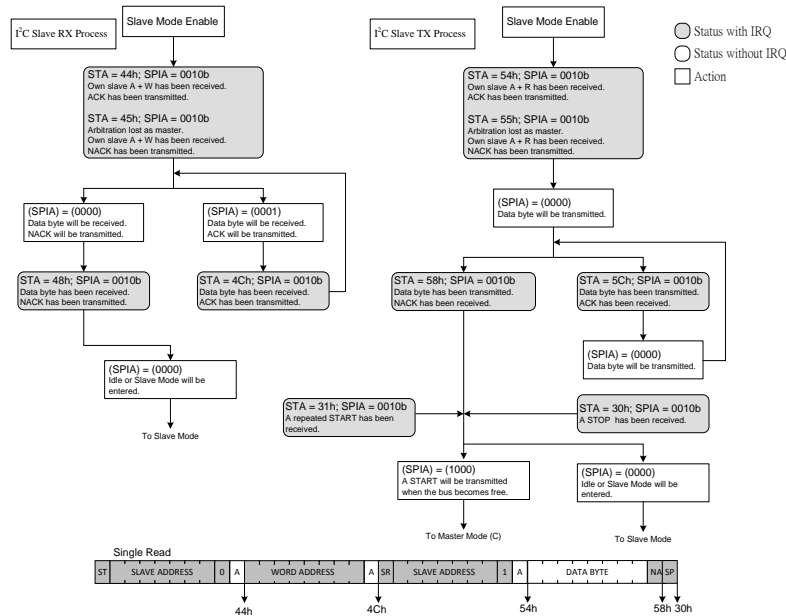 I²C Slave RX Process
Slave Mode Enable
I²C Slave TX Process
Slave Mode Enable
Status with IRQ
Status without IRQ
Action
STA = 44h; SPIA = 0010b
Own slave A + W has been received.
ACK has been transmitted.
STA = 45h; SPIA = 0010b
Arbitration lost as master.
Own slave A + W has been received.
NACK has been transmitted.
STA = 54h; SPIA = 0010b
Own slave A + R has been received.
ACK has been transmitted.
STA = 55h; SPIA = 0010b
Arbitration lost as master.
Own slave A + R has been received.
NACK has been transmitted.
(SPIA) = (0000)
Data byte will be received.
NACK will be transmitted.
(SPIA) = (0001)
Data byte will be received.
ACK will be transmitted.
(SPIA) = (0000)
Data byte will be transmitted.
STA = 48h; SPIA = 0010b
Data byte has been received.
NACK has been transmitted.
STA = 4Ch; SPIA = 0010b
Data byte has been received.
ACK has been transmitted.
STA = 58h; SPIA = 0010b
Data byte has been transmitted.
NACK has been received.
STA = 5Ch; SPIA = 0010b
Data byte has been transmitted.
ACK has been received.
(SPIA) = (0000)
Data byte will be transmitted.
(SPIA) = (0000)
Idle or Slave Mode will be
entered.
To Slave Mode
STA = 31h; SPIA = 0010b
A repeated START has been
received.
STA = 30h; SPIA = 0010b
A STOP has been received.
(SPIA) = (1000)
A START will be transmitted
when the bus becomes free.
(SPIA) = (0000)
Idle or Slave Mode will be
entered.
To Master Mode (C)
To Slave Mode
Single Read
ST SLAVE ADDRESS 0 A WORD ADDRESS A SR SLAVE ADDRESS 1 A DATA BYTE NA SP
44h 4Ch 54h 58h 30h